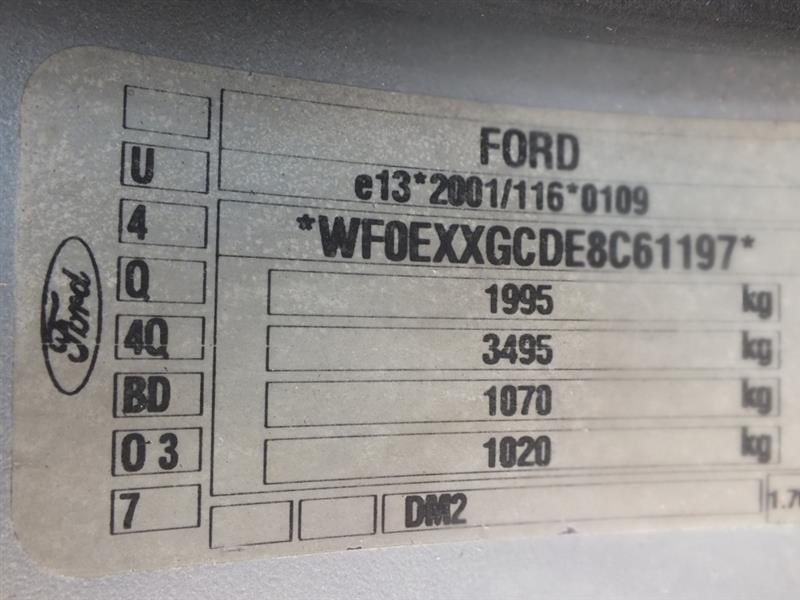 FORD
e13*2001/116*0109
*WF0EXXGCDE8C61197*
1995 kg
3495 kg
1070 kg
1020 kg
DM2
U
4
Q
4Q
BD
O 3
7
Ford